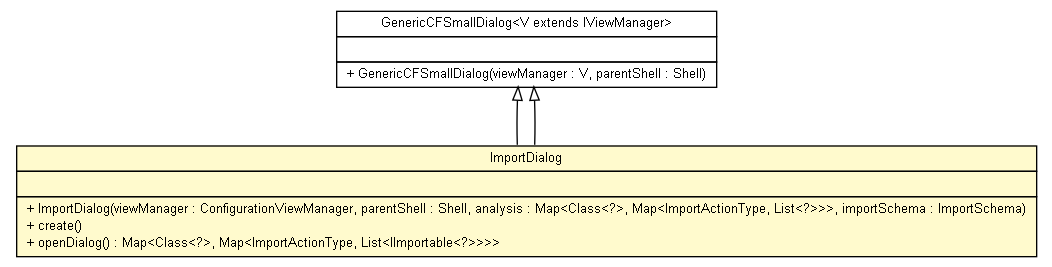 GenericCFSmallDialog<V extends IViewManager>
+ GenericCFSmallDialog(viewManager : V, parentShell : Shell)
ImportDialog
+ ImportDialog(viewManager : ConfigurationViewManager, parentShell : Shell, analysis : Map<Class<?>, Map<ImportActionType, List<?>>>, importSchema : ImportSchema)
+ create()
+ openDialog() : Map<Class<?>, Map<ImportActionType, List<IImportable<?>>>>